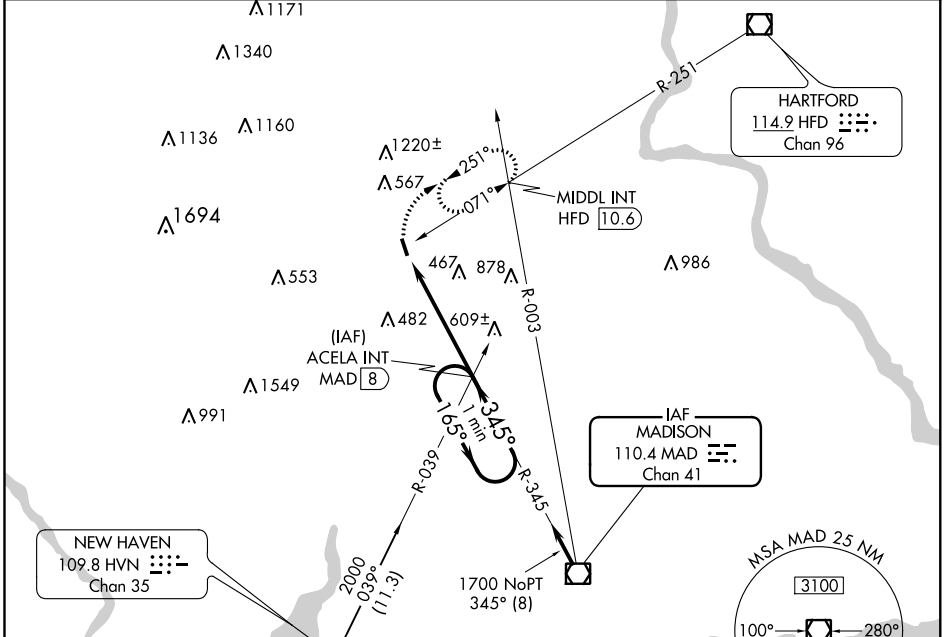 1171
1340
1136
1160
1220±
567
1694
553
467
878
986
482
609±
1549
991
R-251
HARTFORD
114.9 HFD
Chan 96
251°
071°
MIDDL INT
HFD 10.6
R-003
(IAF)
ACELA INT
MAD 8
165°
1 min
345°
R-345
R-039
IAF
MADISON
110.4 MAD
Chan 41
NEW HAVEN
109.8 HVN
Chan 35
2000
039°
(11.3)
1700 NoPT
345° (8)
MSA MAD 25 NM
3100
100°
280°